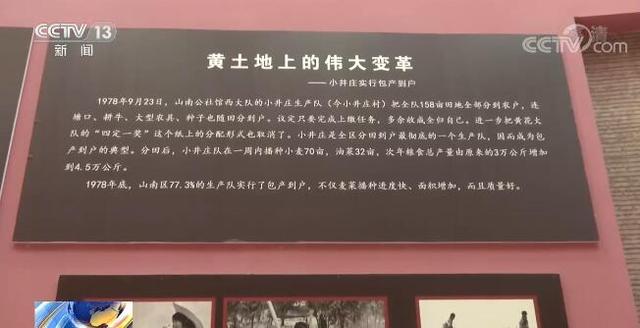 CCTV 13
新闻
CCTV.com
黄土地上的伟大变革
——小井庄实行包产到户
1978年9月23日，山南公社馆西大队的小井庄生产队（今小井庄村）把全队158亩田地全部分到农户，连
塘口、耕牛、大型农具、种子也随田分到户。议定只要完成上缴任务，多余收成全归自己。进一步把黄花大
队的“四定一奖”这个纸上的分配形式也取消了。小井庄是全区分田到户最彻底的一个生产队，因而成为包
产到户的典型。分田后，小井庄队在一周内播种小麦70亩，油菜32亩，次年粮食总产量由原来的3万公斤增加
到4.5万公斤。
1978年底，山南区77.3%的生产队实行了包产到户，不仅麦菜播种进度快、面积增加，而且质量好。